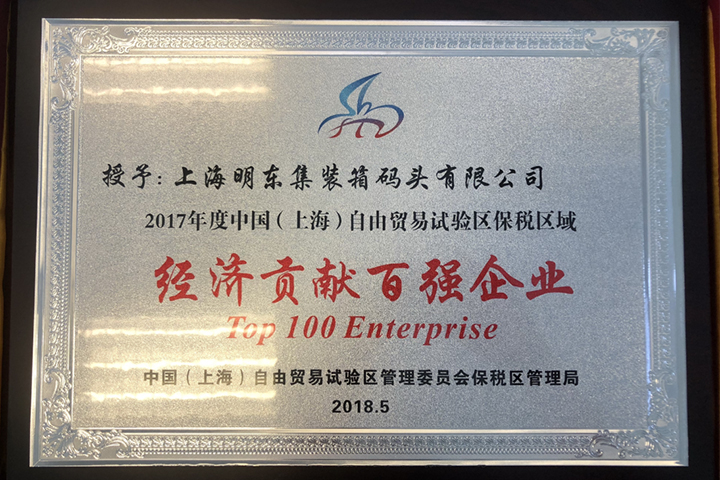 授予:上海明东集装箱码头有限公司
2017年度中国(上海)自由贸易试验区保税区域
经济贡献百强企业
Top 100 Enterprise
中国(上海)自由贸易试验区管理委员会保税区管理局
2018.5